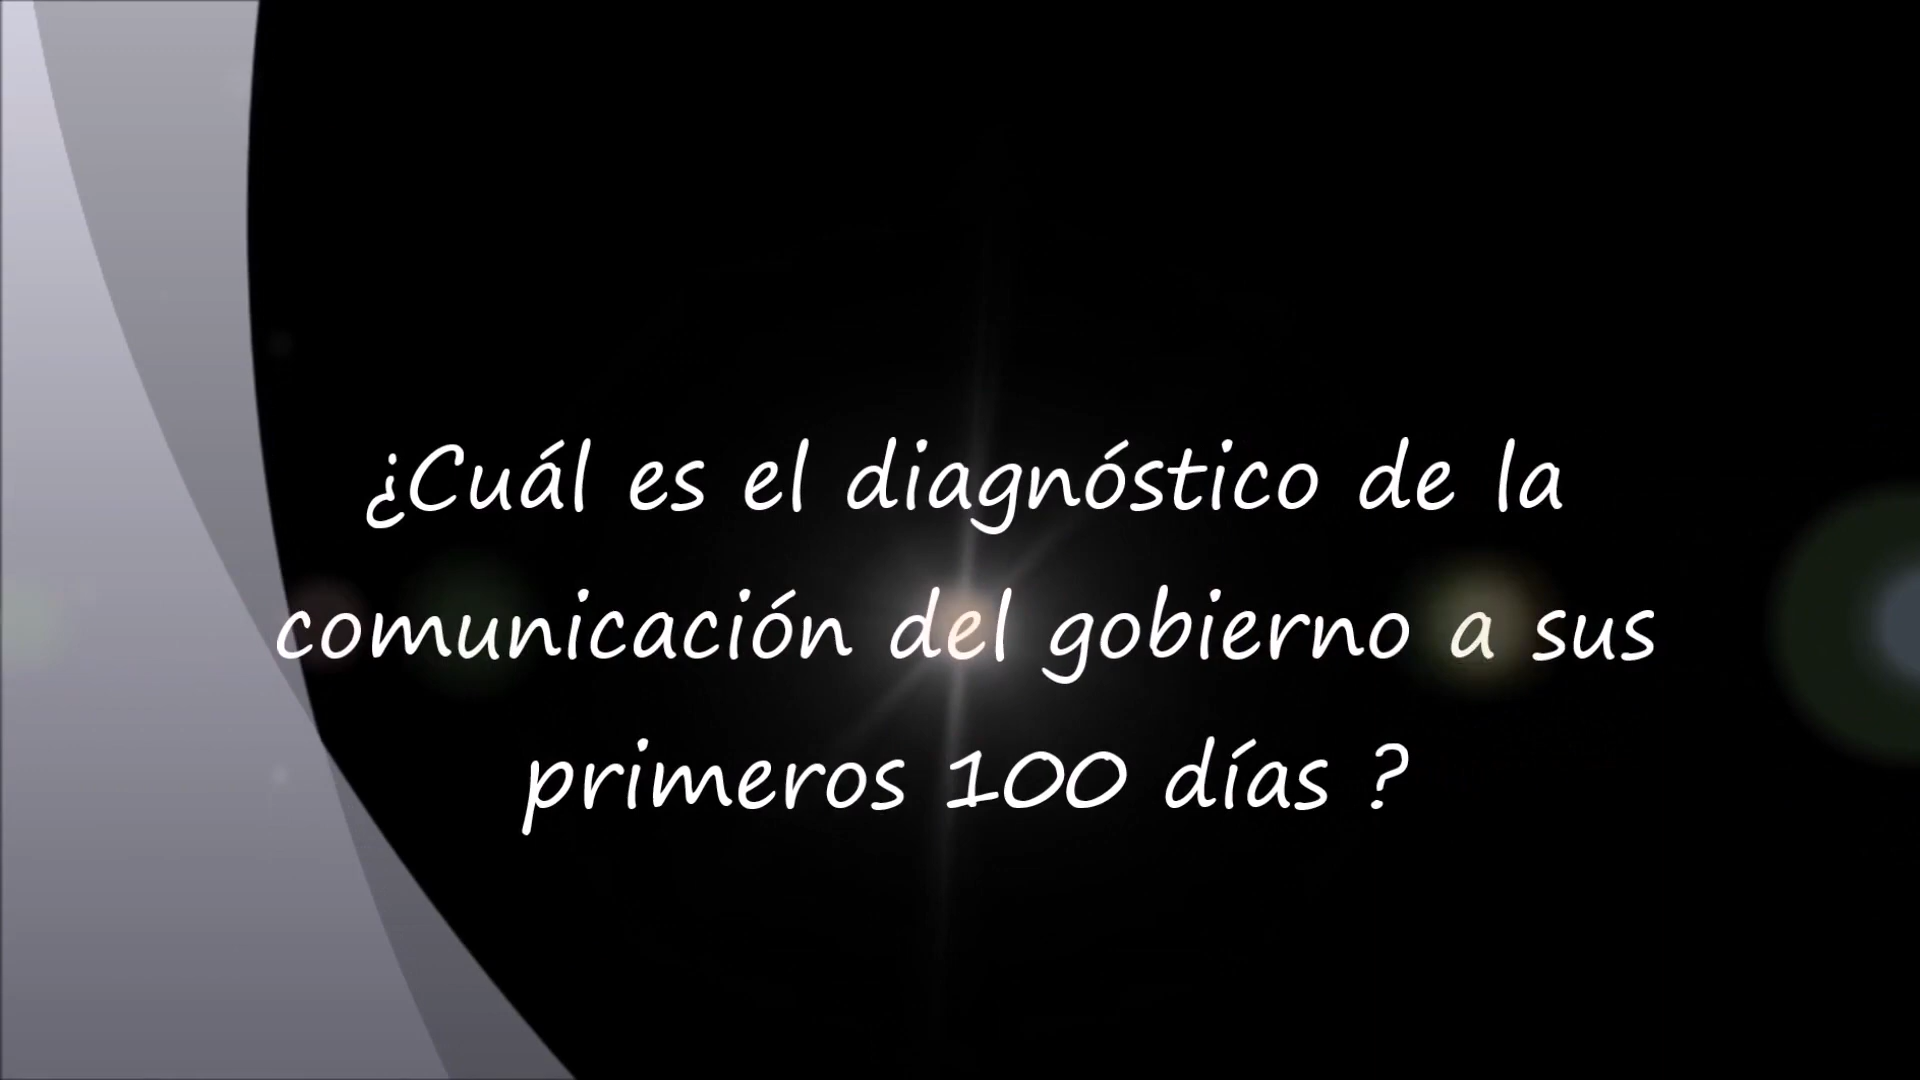 ¿Cuál es el diagnóstico de la
comunicación del gobierno a sus
primeros 100 días ?